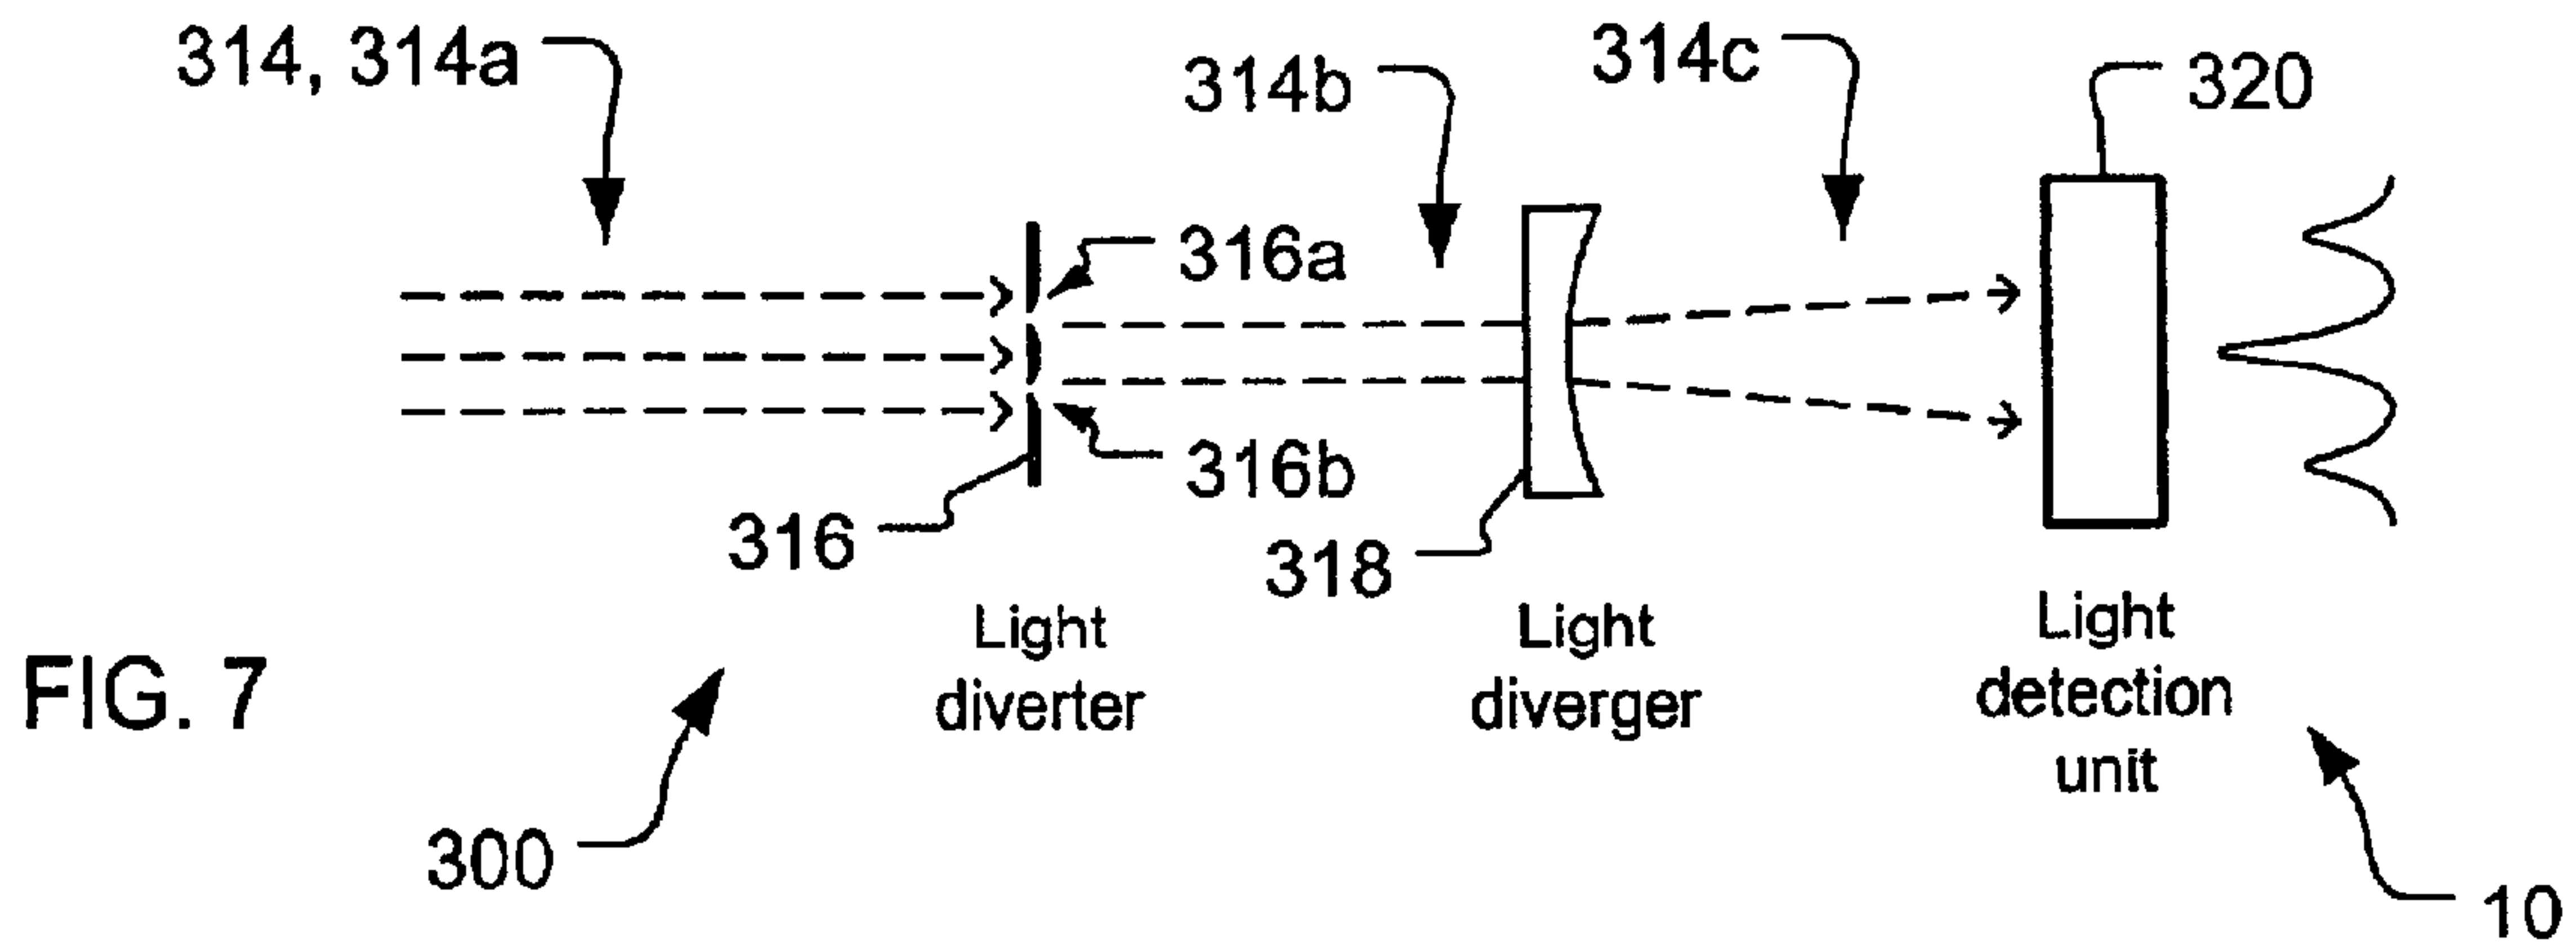 314, 314a
314b
314c
320
316a
316b
316
318
Light
diverter
Light
diverger
Light
detection
unit
FIG. 7
300
10